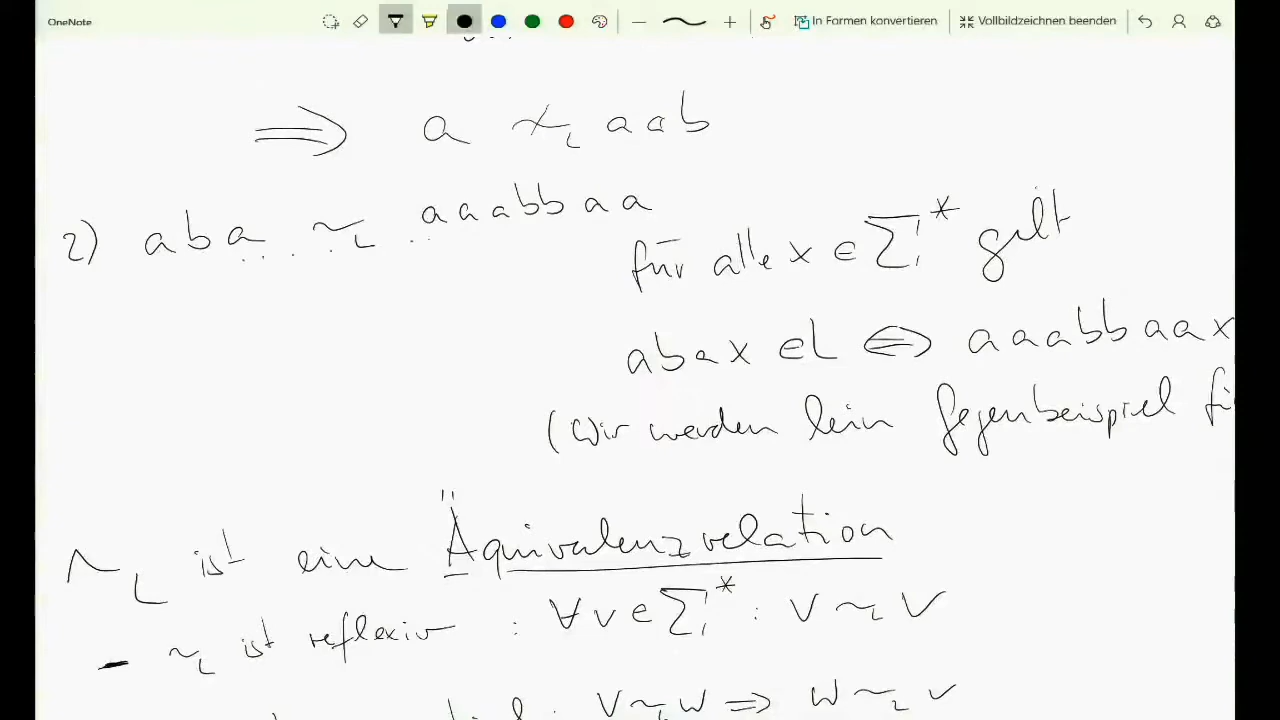 OneNote In Formen konvertieren Vollbildzeichnen beenden
⟹ a ≁_L aab
2) aba ~_L aaabbaa
für alle x ∈ Σ* gilt
abax ∈ L ⟺ aaabbaax
(Wir werden kein Gegenbeispiel fü
~_L ist eine Äquivalenzrelation
- ~_L ist reflexiv : ∀v ∈ Σ* : v ~_L v
v ~_L w ⟹ w ~_L v